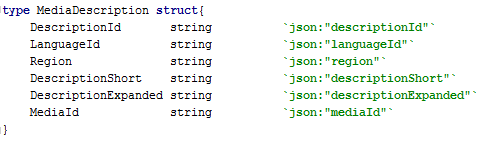 type MediaDescription struct{
DescriptionId string `json:"descriptionId"`
LanguageId string `json:"languageId"`
Region string `json:"region"`
DescriptionShort string `json:"descriptionShort"`
DescriptionExpanded string `json:"descriptionExpanded"`
MediaId string `json:"mediaId"`
}